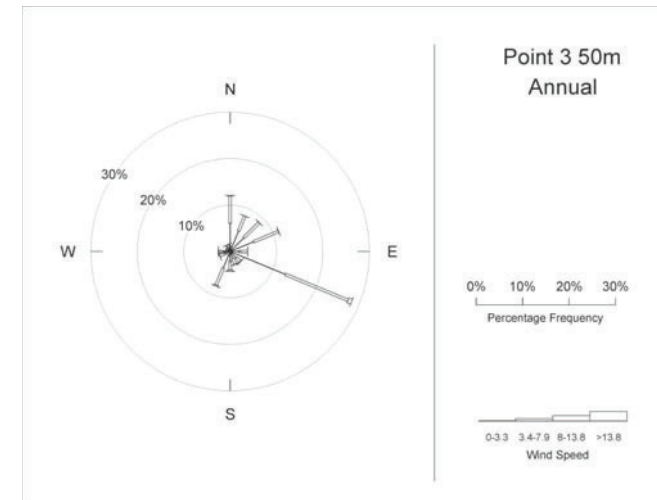 Point 3 50m
Annual
N
30%
20%
10%
W
E
S
0% 10% 20% 30%
Percentage Frequency
0-3.3 3.4-7.9 8-13.8 >13.8
Wind Speed